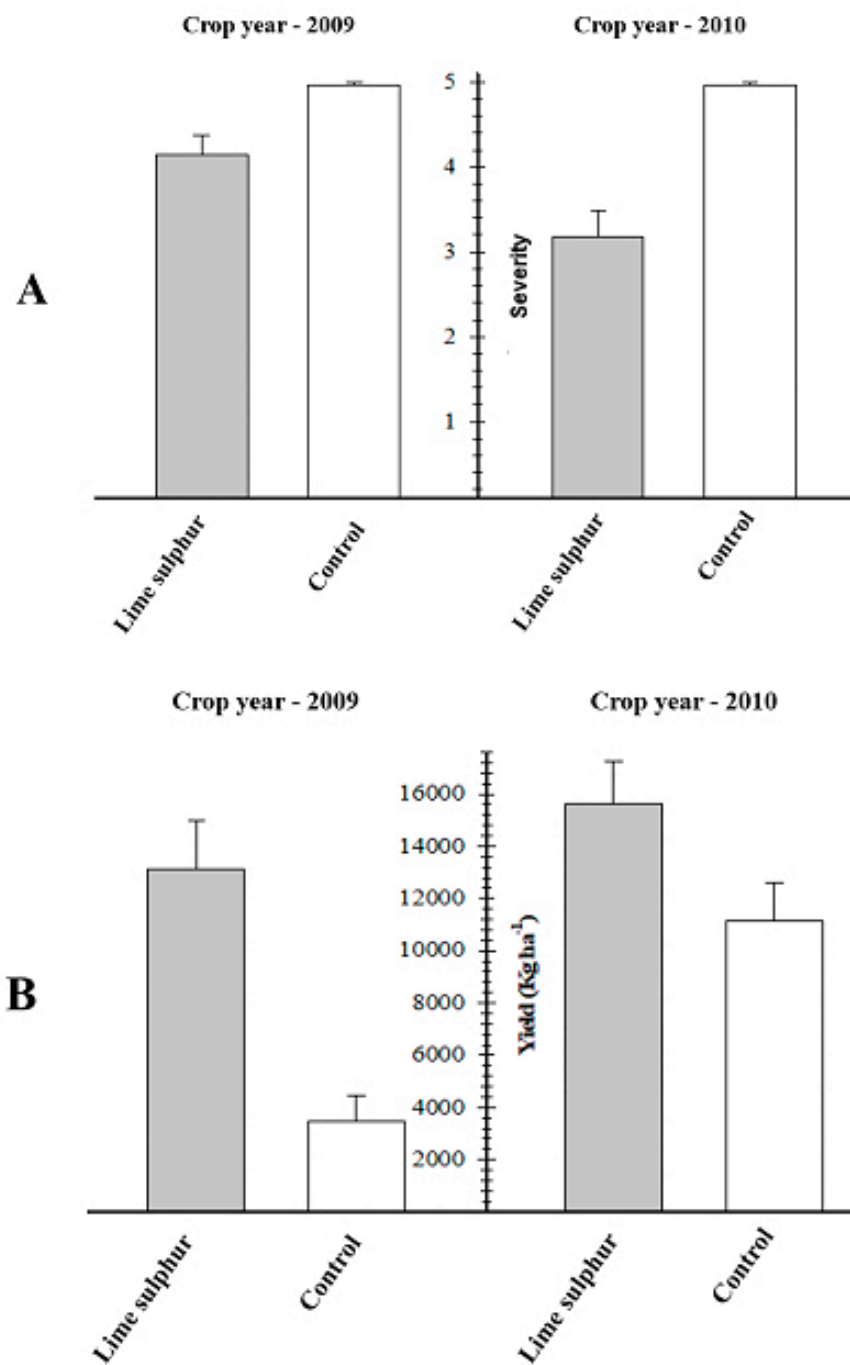 Crop year - 2009
Crop year - 2010
A
5
4
3
2
1
Severity
Lime sulphur
Control
Lime sulphur
Control
Crop year - 2009
Crop year - 2010
B
16000
14000
12000
10000
8000
6000
4000
2000
Yield (Kg ha⁻¹)
Lime sulphur
Control
Lime sulphur
Control